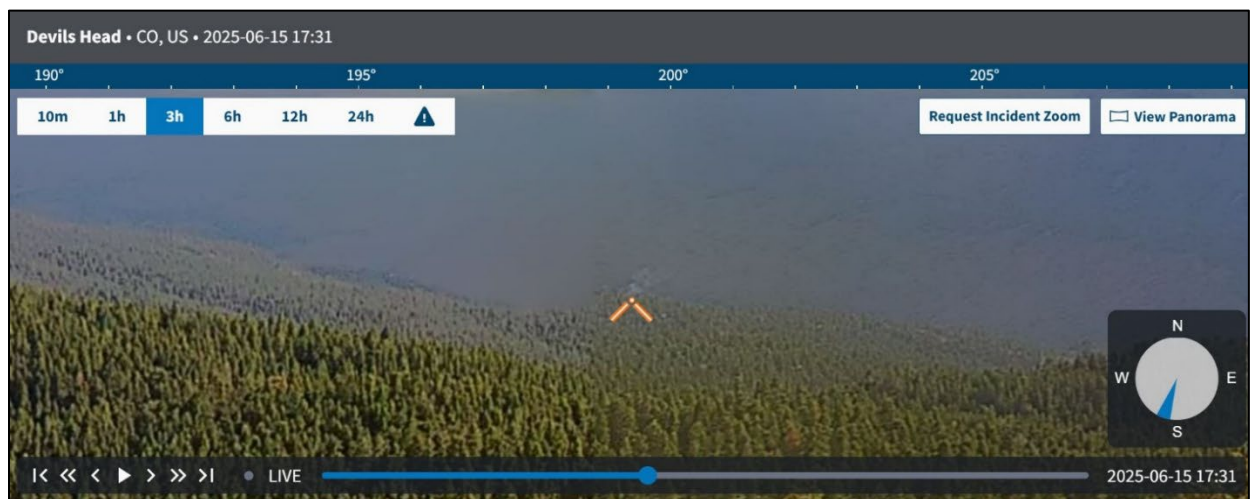 Devils Head • CO, US • 2025-06-15 17:31
190° 195° 200° 205°
10m 1h 3h 6h 12h 24h Request Incident Zoom View Panorama
N
W E
S
LIVE 2025-06-15 17:31